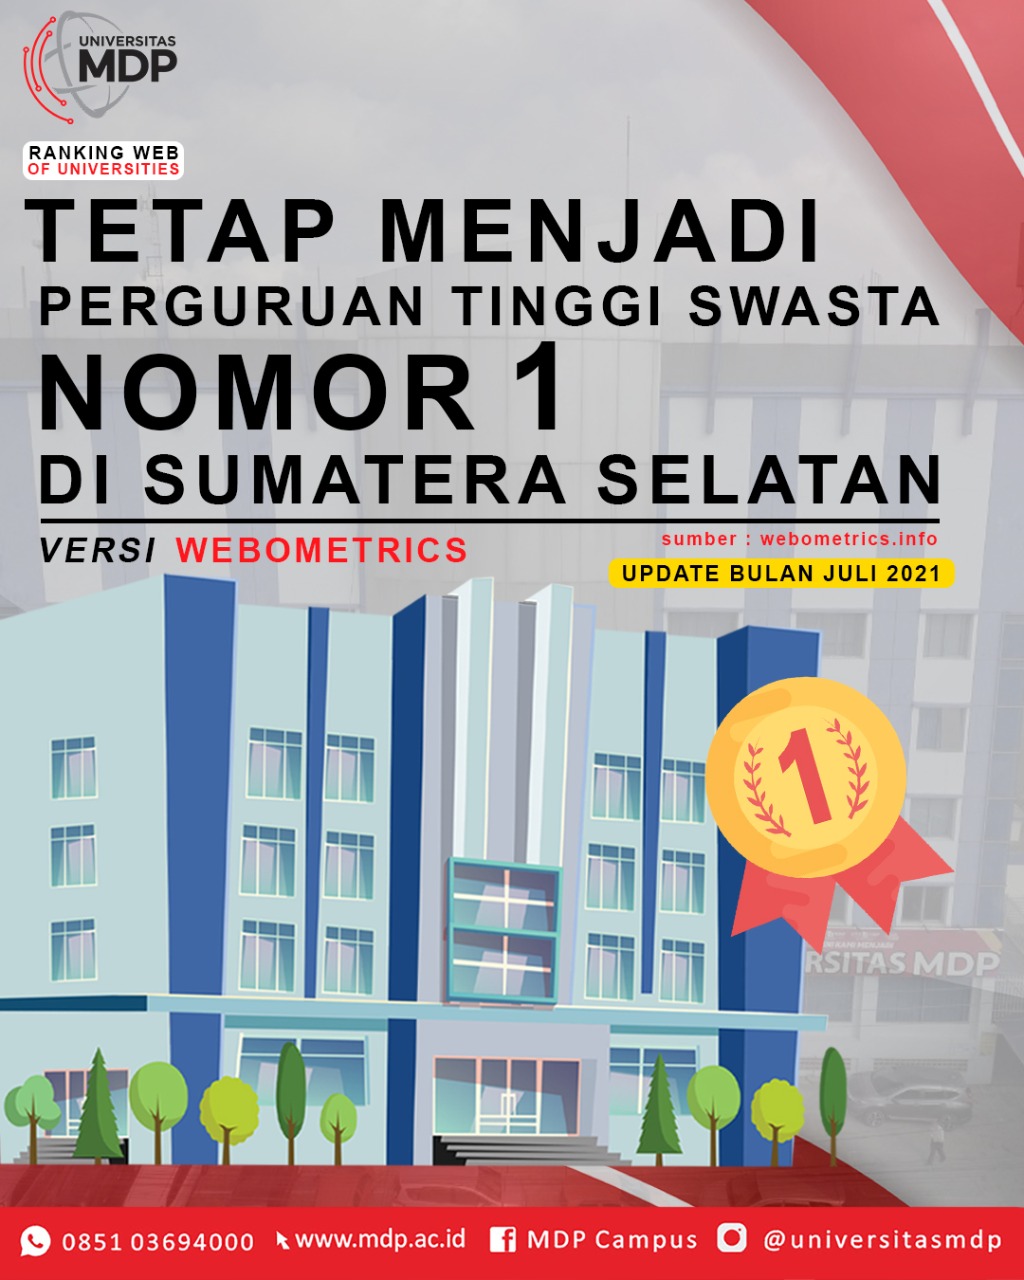 UNIVERSITAS
MDP
RANKING WEB
OF UNIVERSITIES
TETAP MENJADI
PERGURUAN TINGGI SWASTA
NOMOR 1
DI SUMATERA SELATAN
VERSI WEBOMETRICS
sumber : webometrics.info
UPDATE BULAN JULI 2021
1
RSITAS MDP
0851 03694000 www.mdp.ac.id MDP Campus @universitasmdp